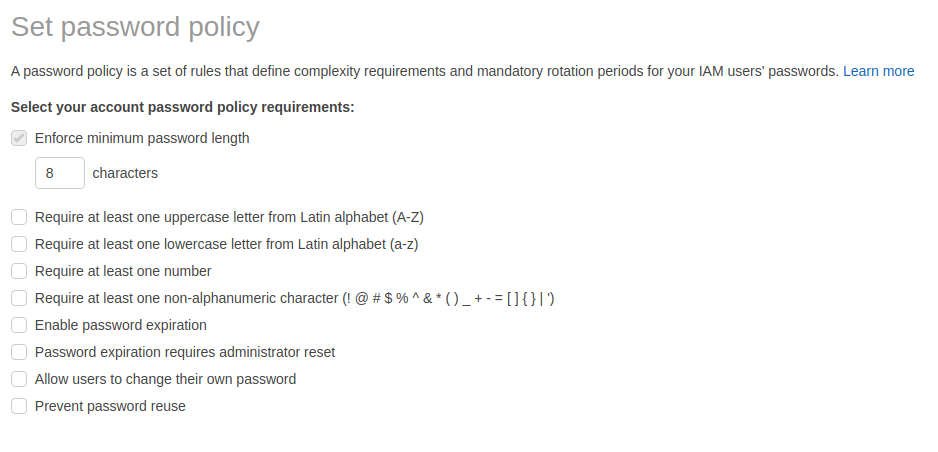 Set password policy
A password policy is a set of rules that define complexity requirements and mandatory rotation periods for your IAM users' passwords. Learn more
Select your account password policy requirements:
Enforce minimum password length
8 characters
Require at least one uppercase letter from Latin alphabet (A-Z)
Require at least one lowercase letter from Latin alphabet (a-z)
Require at least one number
Require at least one non-alphanumeric character (! @ # $ % ^ & * ( ) _ + - = [ ] { } | ')
Enable password expiration
Password expiration requires administrator reset
Allow users to change their own password
Prevent password reuse